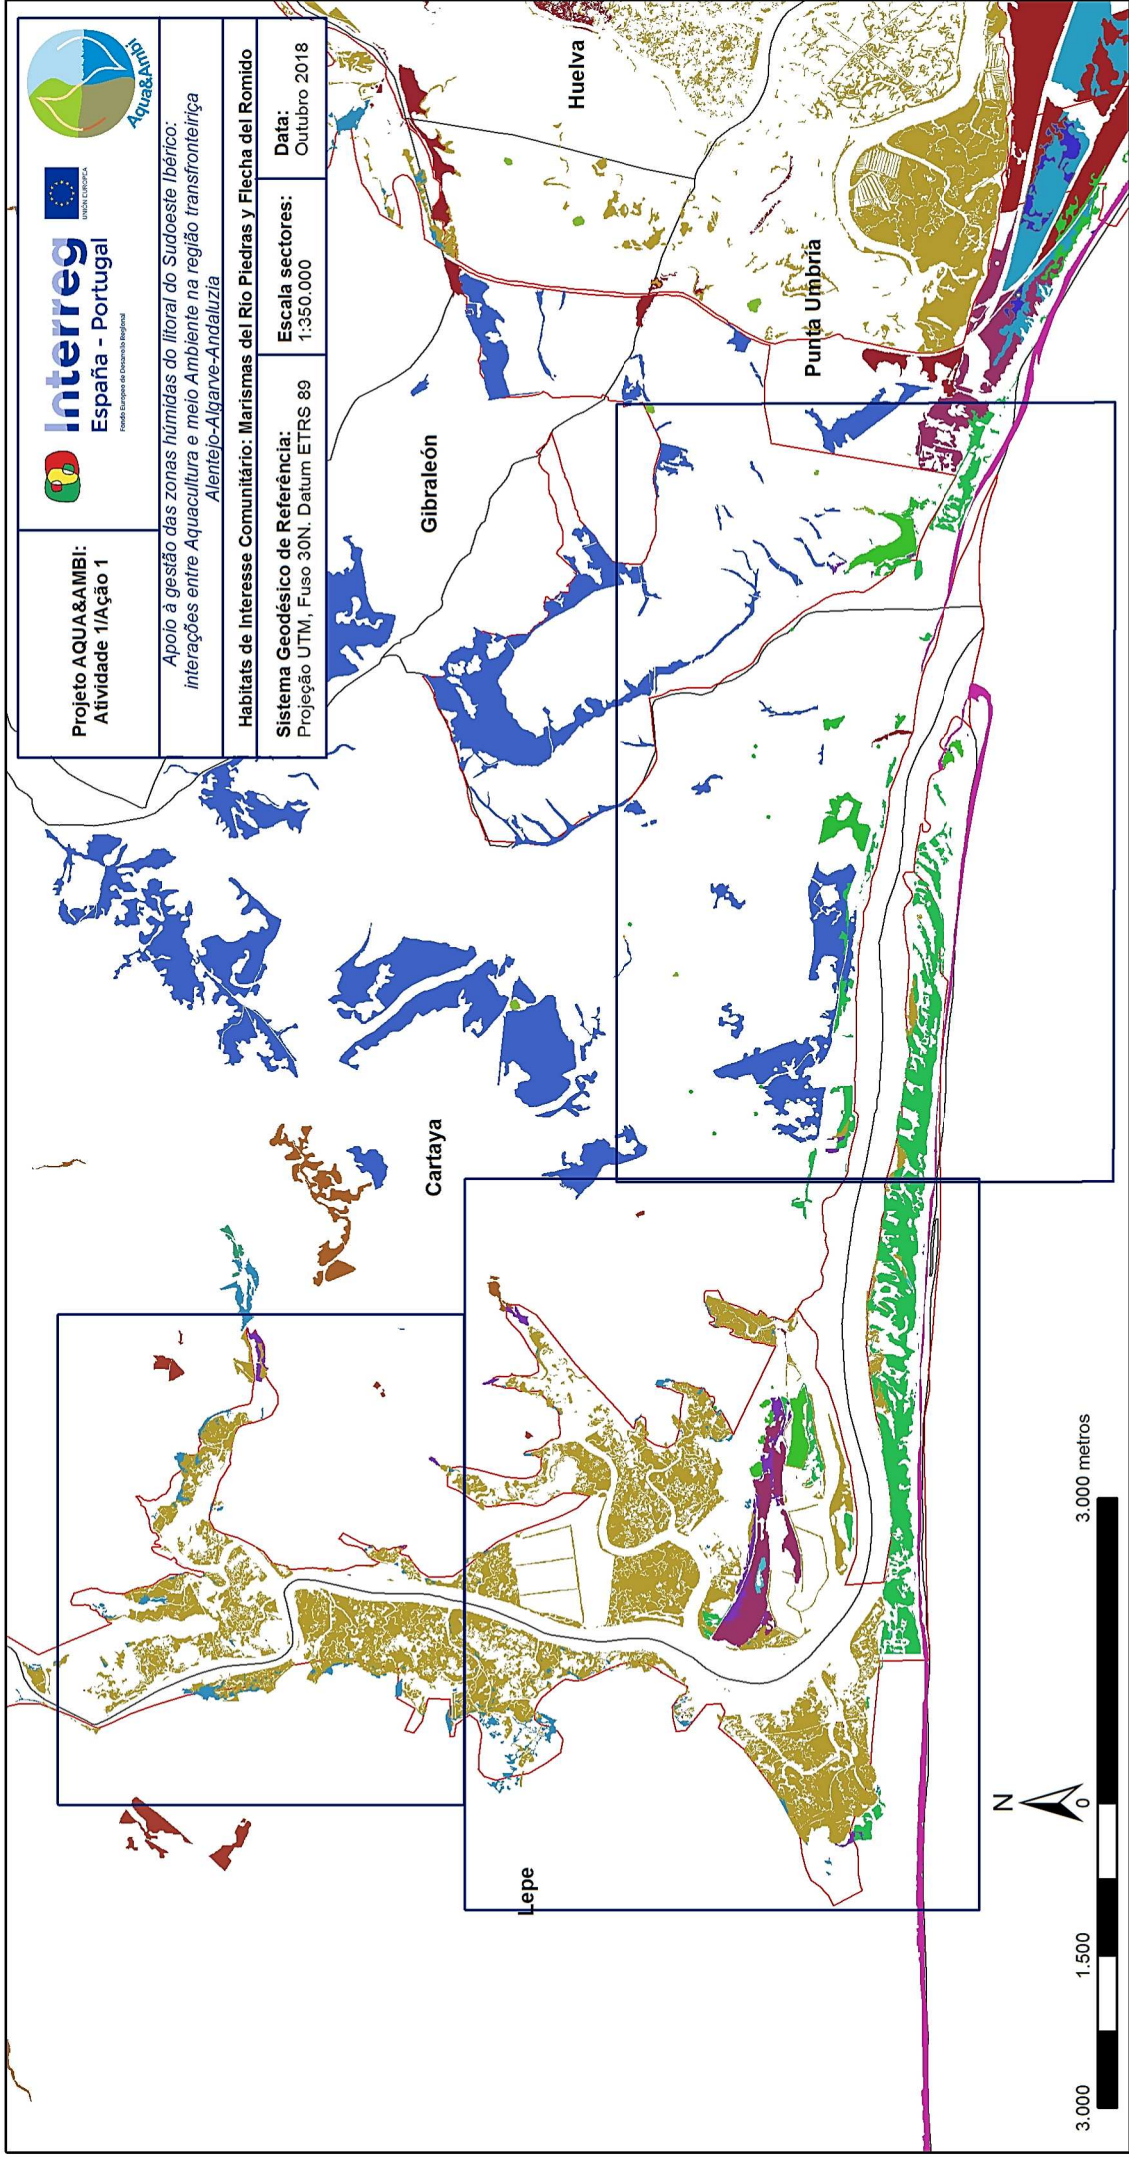 Projeto AQUA&AMBI:
Atividade 1/Ação 1
Interreg
España - Portugal
Fondo Europeo de Desarrollo Regional
UNIÓN EUROPEA
Aqua&Ambi
Apoio à gestão das zonas húmidas do litoral do Sudoeste Ibérico:
interações entre Aquacultura e meio Ambiente na região transfronteiriça
Alentejo-Algarve-Andaluzia
Habitats de Interesse Comunitário: Marismas del Río Piedras y Flecha del Romido
Sistema Geodésico de Referência:
Projeção UTM, Fuso 30N. Datum ETRS 89
Escala sectores:
1:350.000
Data:
Outubro 2018
Gibraleón
Huelva
Cartaya
Punta Umbría
Lepe
N
3.000
1.500
0
3.000 metros